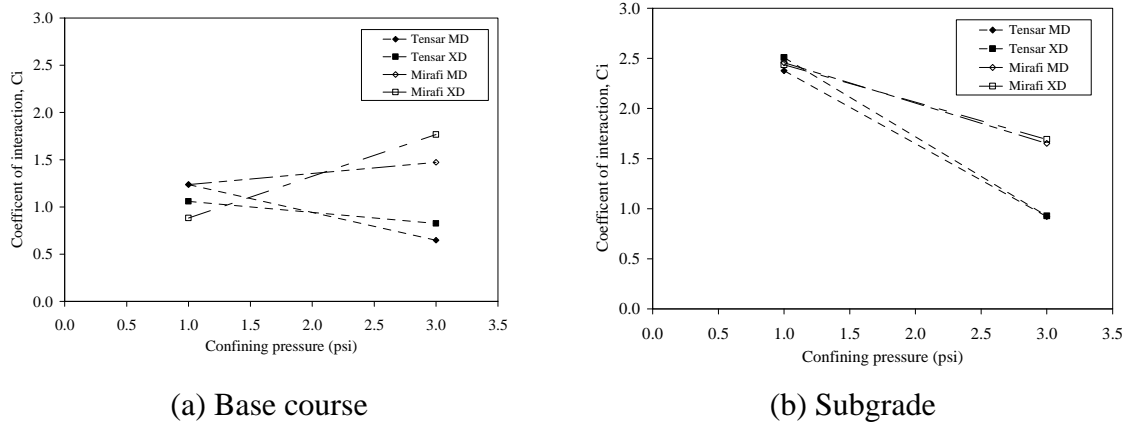 3.0
2.5
2.0
1.5
1.0
0.5
0.0
Coefficent of interaction, Ci
Tensar MD
Tensar XD
Mirafi MD
Mirafi XD
0.0 0.5 1.0 1.5 2.0 2.5 3.0 3.5
Confining pressure (psi)
(a) Base course
3.0
2.5
2.0
1.5
1.0
0.5
0.0
Coefficent of interaction, Ci
Tensar MD
Tensar XD
Mirafi MD
Mirafi XD
0.0 0.5 1.0 1.5 2.0 2.5 3.0 3.5
Confining pressure (psi)
(b) Subgrade